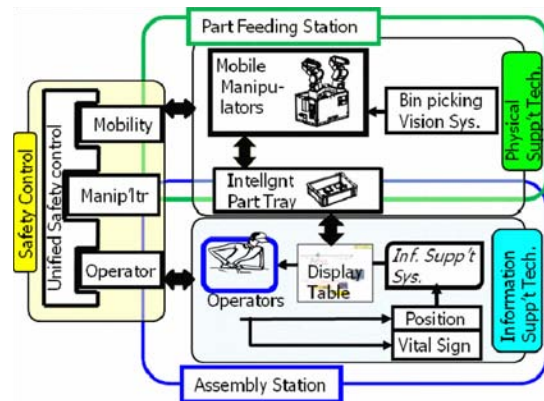 Part Feeding Station
Mobile
Manipu-
lators
Bin picking
Vision Sys.
Physical
Supp't Tech.
Safety Control
Unified Safety control
Mobility
Manip'ltr
Operator
Intellgnt
Part Tray
Operators
Display
Table
Inf. Supp't
Sys.
Position
Vital Sign
Information
Supp't Tech.
Assembly Station